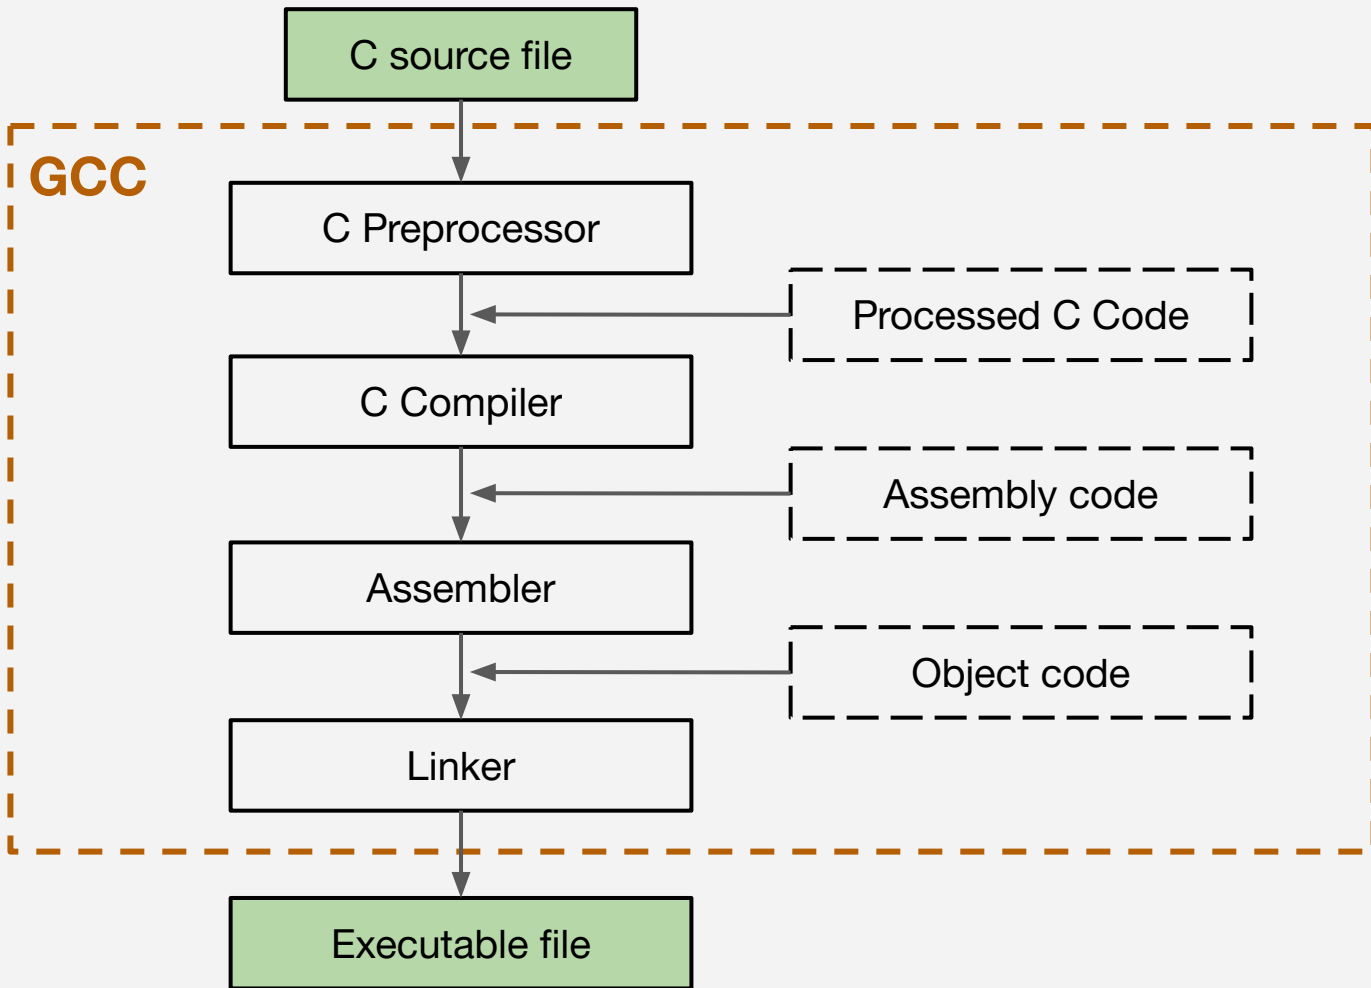 C source file
GCC
C Preprocessor
Processed C Code
C Compiler
Assembly code
Assembler
Object code
Linker
Executable file